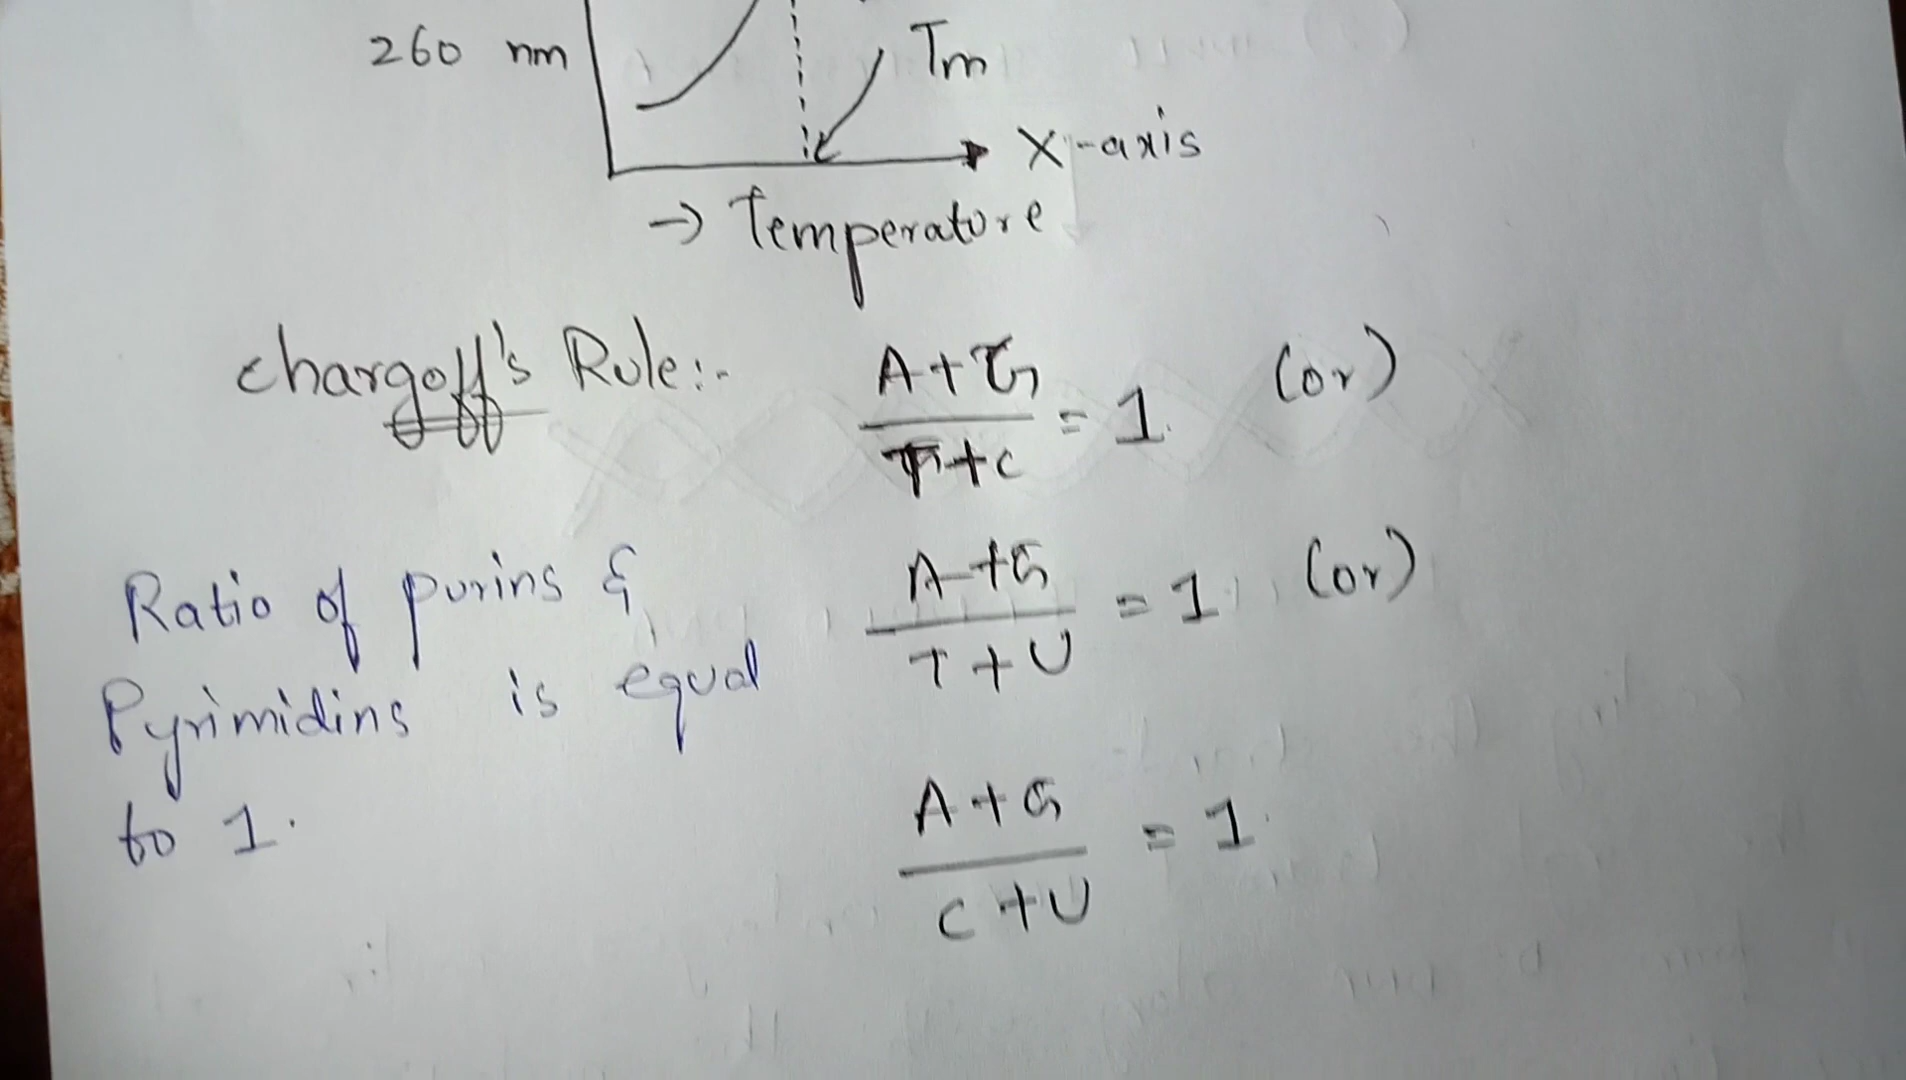 260 nm
Tm
X-axis
→ Temperature
Chargoff's Rule:-
A+G
T+C
= 1
(or)
Ratio of purins &
Pyrimidins is equal
to 1.
A+G
T+U
= 1
(or)
A+G
C+U
= 1